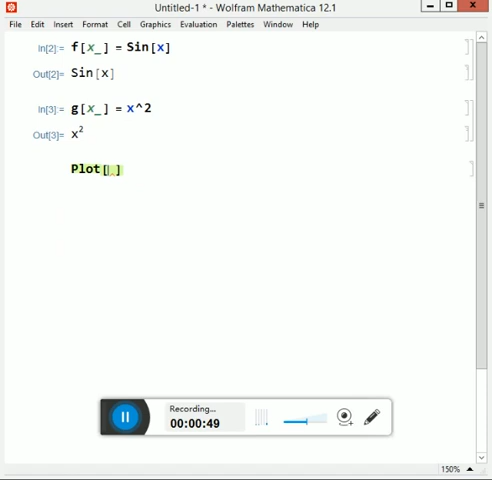 Untitled-1 * - Wolfram Mathematica 12.1
File Edit Insert Format Cell Graphics Evaluation Palettes Window Help
In[2]:= f[x_] = Sin[x]
Out[2]= Sin[x]
In[3]:= g[x_] = x^2
Out[3]= x²
Plot[]
Recording...
00:00:49
150%